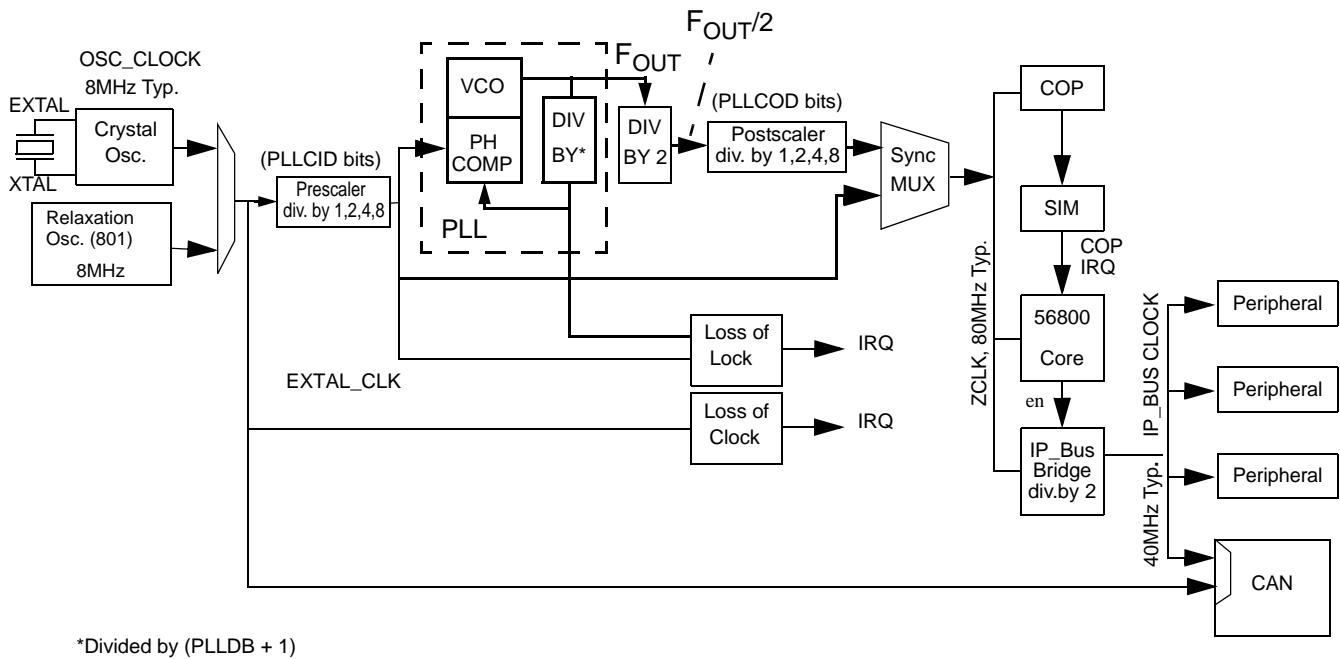 OSC_CLOCK
8MHz Typ.
EXTAL
XTAL
Crystal
Osc.
Relaxation
Osc. (801)
8MHz
(PLLCID bits)
Prescaler
div. by 1,2,4,8
VCO
PH
COMP
DIV
BY*
PLL
FOUT
FOUT/2
DIV
BY 2
(PLLCOD bits)
Postscaler
div. by 1,2,4,8
Sync
MUX
ZCLK, 80MHz Typ.
COP
SIM
COP
IRQ
56800
Core
en
IP_Bus
Bridge
div.by 2
IP_BUS CLOCK
40MHz Typ.
Peripheral
Peripheral
Peripheral
CAN
Loss of
Lock
IRQ
EXTAL_CLK
Loss of
Clock
IRQ
*Divided by (PLLDB + 1)